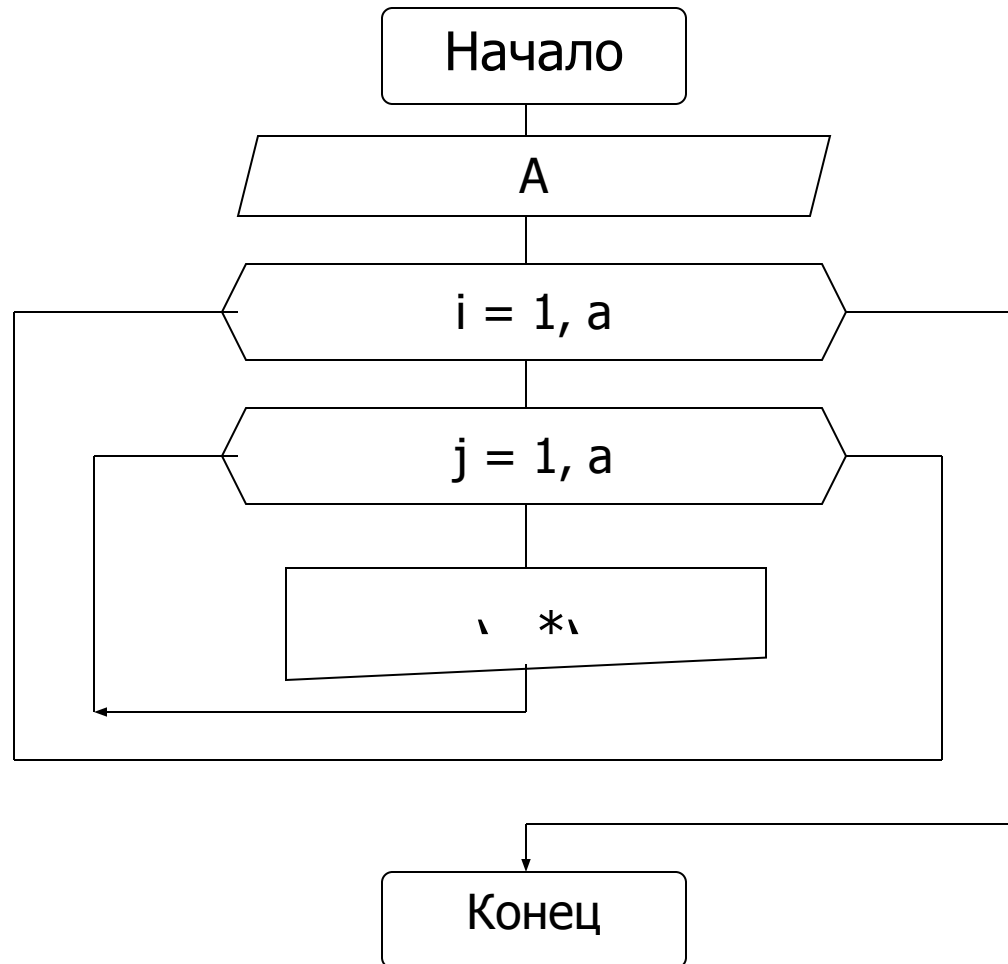 Начало
А
i = 1, a
j = 1, a
‵ *‵
Конец